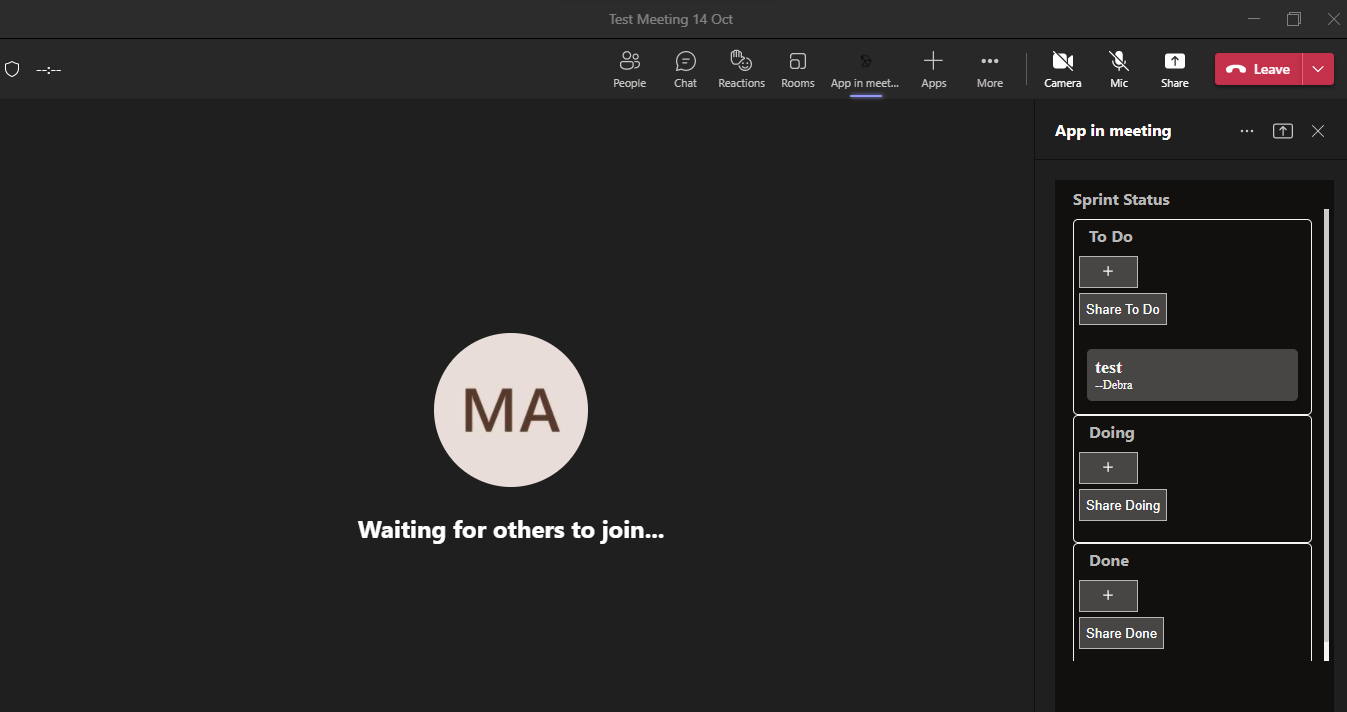 Test Meeting 14 Oct
--:--
People
Chat
Reactions
Rooms
App in meet...
Apps
More
Camera
Mic
Share
Leave
App in meeting
MA
Waiting for others to join...
Sprint Status
To Do
+
Share To Do
test
--Debra
Doing
+
Share Doing
Done
+
Share Done